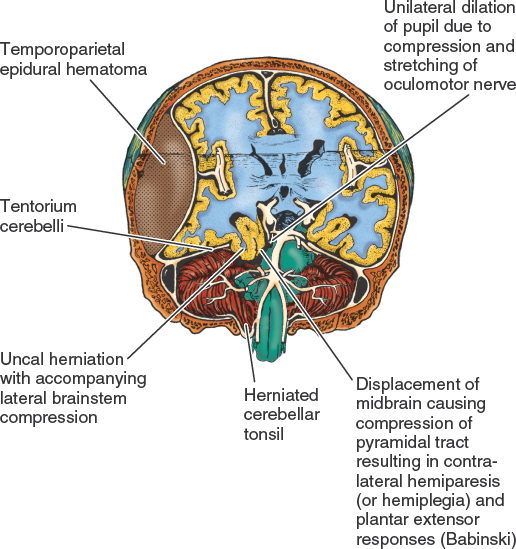 Unilateral dilation
of pupil due to
compression and
stretching of
oculomotor nerve
Temporoparietal
epidural hematoma
Tentorium
cerebelli
Uncal herniation
with accompanying
lateral brainstem
compression
Herniated
cerebellar
tonsil
Displacement of
midbrain causing
compression of
pyramidal tract
resulting in contra-
lateral hemiparesis
(or hemiplegia) and
plantar extensor
responses (Babinski)